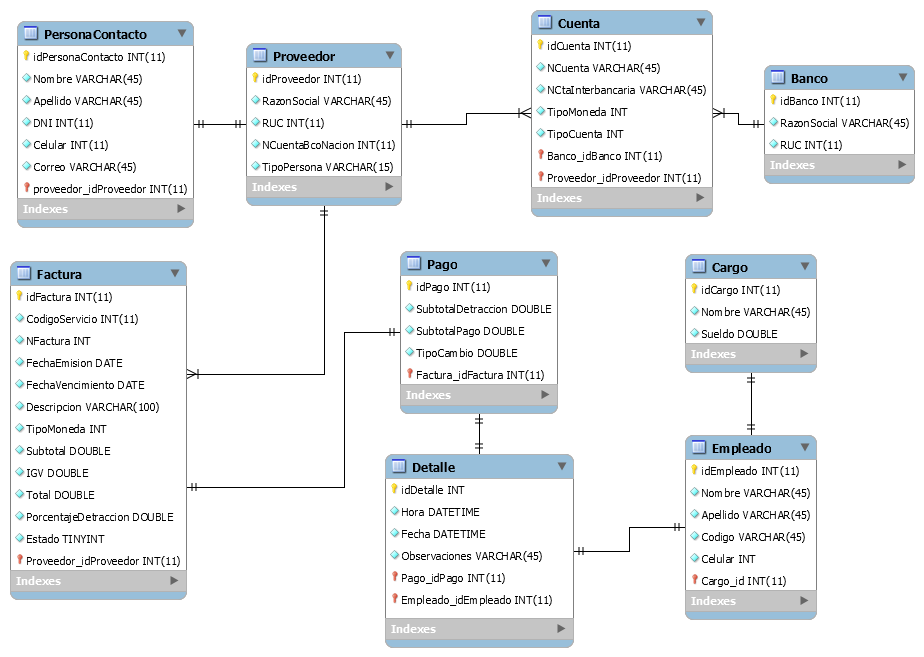 PersonaContacto
idPersonaContacto INT(11)
Nombre VARCHAR(45)
Apellido VARCHAR(45)
DNI INT(11)
Celular INT(11)
Correo VARCHAR(45)
proveedor_idProveedor INT(11)
Indexes
Proveedor
idProveedor INT(11)
RazonSocial VARCHAR(45)
RUC INT(11)
NCuentaBcoNacion INT(11)
TipoPersona VARCHAR(15)
Indexes
Cuenta
idCuenta INT(11)
NCuenta VARCHAR(45)
NCtaInterbancaria VARCHAR(45)
TipoMoneda INT
TipoCuenta INT
Banco_idBanco INT(11)
Proveedor_idProveedor INT(11)
Indexes
Banco
idBanco INT(11)
RazonSocial VARCHAR(45)
RUC INT(11)
Indexes
Factura
idFactura INT(11)
CodigoServicio INT(11)
NFactura INT
FechaEmision DATE
FechaVencimiento DATE
Descripcion VARCHAR(100)
TipoMoneda INT
Subtotal DOUBLE
IGV DOUBLE
Total DOUBLE
PorcentajeDetraccion DOUBLE
Estado TINYINT
Proveedor_idProveedor INT(11)
Indexes
Pago
idPago INT(11)
SubtotalDetraccion DOUBLE
SubtotalPago DOUBLE
TipoCambio DOUBLE
Factura_idFactura INT(11)
Indexes
Cargo
idCargo INT(11)
Nombre VARCHAR(45)
Sueldo DOUBLE
Indexes
Detalle
idDetalle INT
Hora DATETIME
Fecha DATETIME
Observaciones VARCHAR(45)
Pago_idPago INT(11)
Empleado_idEmpleado INT(11)
Indexes
Empleado
idEmpleado INT(11)
Nombre VARCHAR(45)
Apellido VARCHAR(45)
Codigo VARCHAR(45)
Celular INT
Cargo_id INT(11)
Indexes